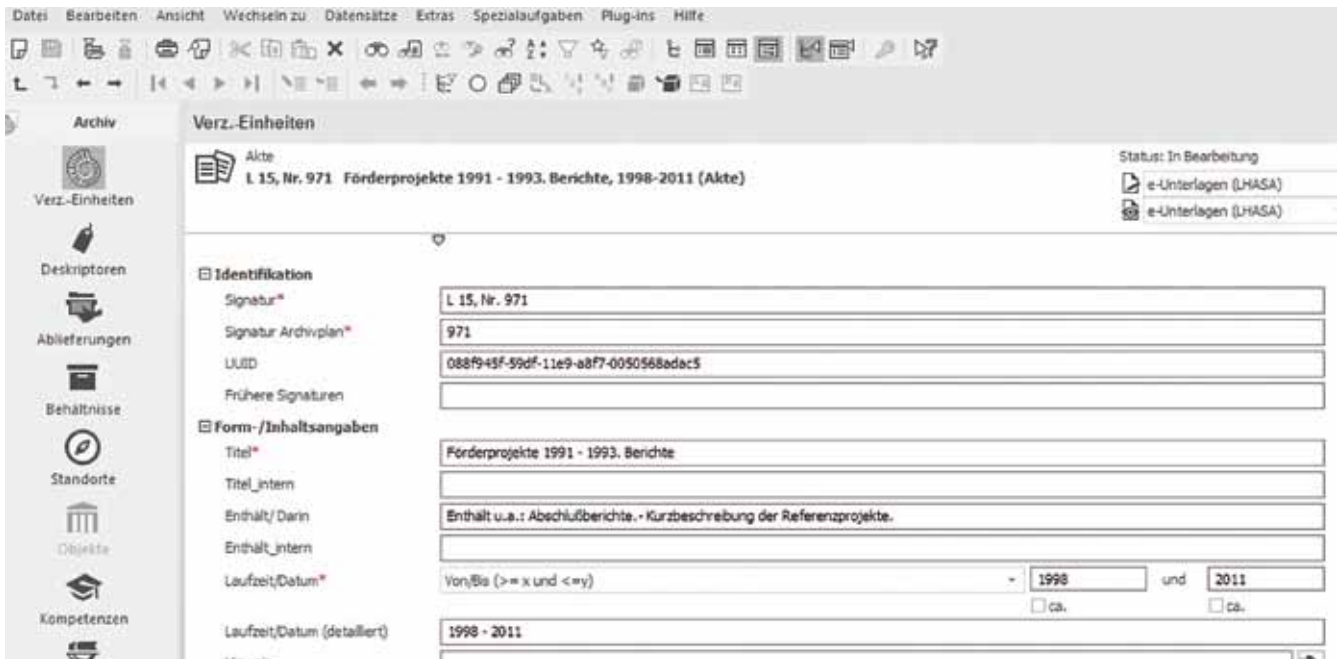 Datei Bearbeiten Ansicht Wechseln zu Datensätze Extras Spezialaufgaben Plug-ins Hilfe
Archiv
Verz.-Einheiten
Deskriptoren
Ablieferungen
Behältnisse
Standorte
Objekte
Kompetenzen
Verz.-Einheiten
Akte
L 15, Nr. 971 Förderprojekte 1991 - 1993. Berichte, 1998-2011 (Akte)
Status: In Bearbeitung
e-Unterlagen (LHASA)
e-Unterlagen (LHASA)
Identifikation
Signatur* L 15, Nr. 971
Signatur Archivplan* 971
UUID 088f945f-59df-11e9-a8f7-0050568adac5
Frühere Signaturen
Form-/Inhaltsangaben
Titel* Förderprojekte 1991 - 1993. Berichte
Titel_intern
Enthält/ Darin Enthält u.a.: Abschlußberichte. - Kurzbeschreibung der Referenzprojekte.
Enthält_intern
Laufzeit/Datum* Von/Bis (>= x und <=y) 1998 und 2011
ca. ca.
Laufzeit/Datum (detailliert) 1998 - 2011